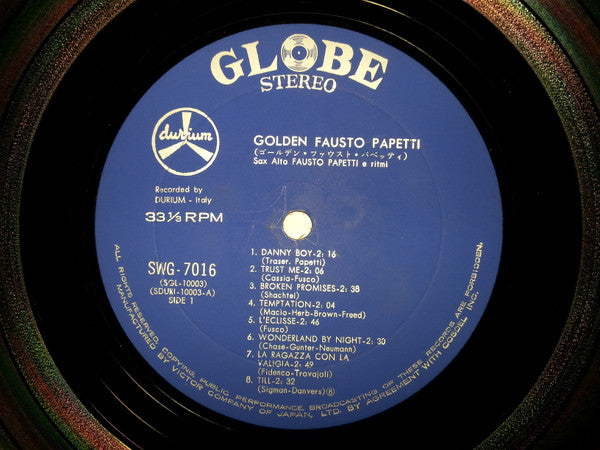 GLOBE
STEREO
durium
Recorded by
DURIUM - Italy
33 1/3 RPM
GOLDEN FAUSTO PAPETTI
(ゴールデン・ファウスト・パペッティ)
Sax Alto FAUSTO PAPETTI e ritmi
SWG-7016
(SGL-10003)
(SDUKI-10003-A)
SIDE 1
1. DANNY BOY-2: 16
(Traser. Papetti)
2. TRUST ME-2: 06
(Cassia-Fusco)
3. BROKEN PROMISES-2: 38
(Shachtel)
4. TEMPTATION-2: 04
(Macio-Herb-Brown-Freed)
5. L'ECLISSE-2: 46
(Fusco)
6. WONDERLAND BY NIGHT-2: 30
(Chase-Gunter-Neumann)
7. LA RAGAZZA CON LA
VALIGIA-2: 49
(Fidenco-Trovajoli)
8. TILL-2: 32
(Sigman-Danvers)Ⓡ
ALL RIGHTS RESERVED. COPYING, PUBLIC PERFORMANCE, BROADCASTING OF THESE RECORDS ARE FORBIDDEN.
MANUFACTURED BY VICTOR COMPANY OF JAPAN, LTD. BY AGREEMENT WITH GOSDEL INC.